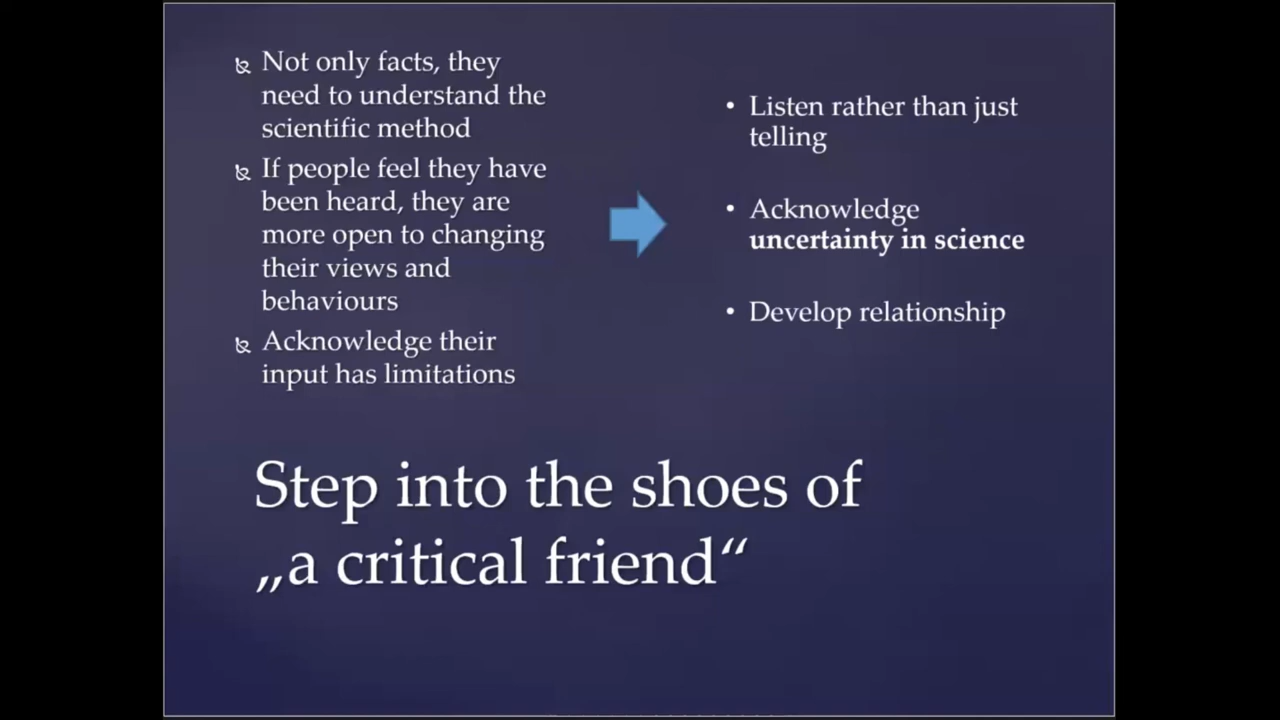 Not only facts, they
need to understand the
scientific method
If people feel they have
been heard, they are
more open to changing
their views and
behaviours
Acknowledge their
input has limitations
• Listen rather than just
telling
• Acknowledge
uncertainty in science
• Develop relationship
Step into the shoes of
„a critical friend“